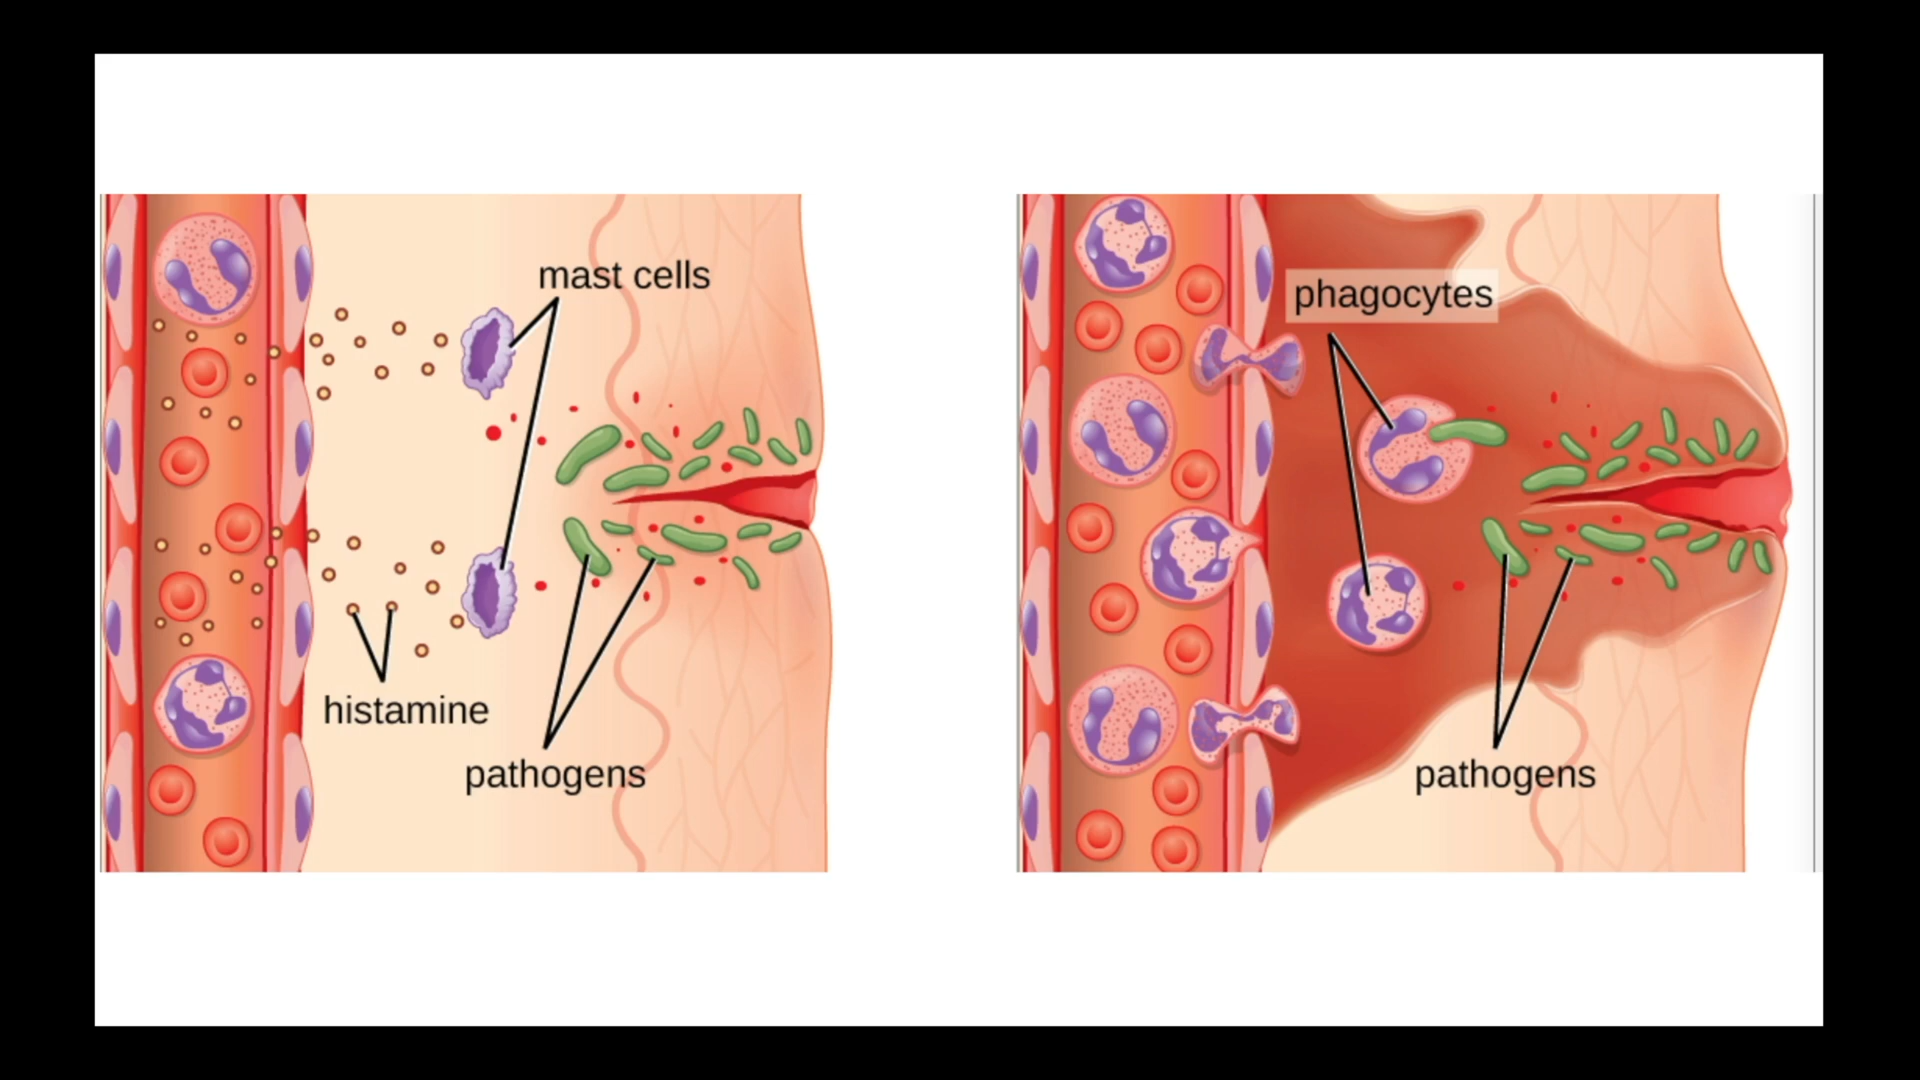 mast cells
histamine
pathogens
phagocytes
pathogens